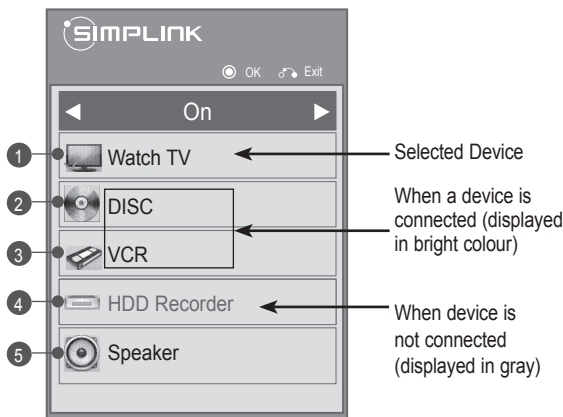 SIMPLINK
OK Exit
On
1 Watch TV
2 DISC
3 VCR
4 HDD Recorder
5 Speaker
Selected Device
When a device is
connected (displayed
in bright colour)
When device is
not connected
(displayed in gray)